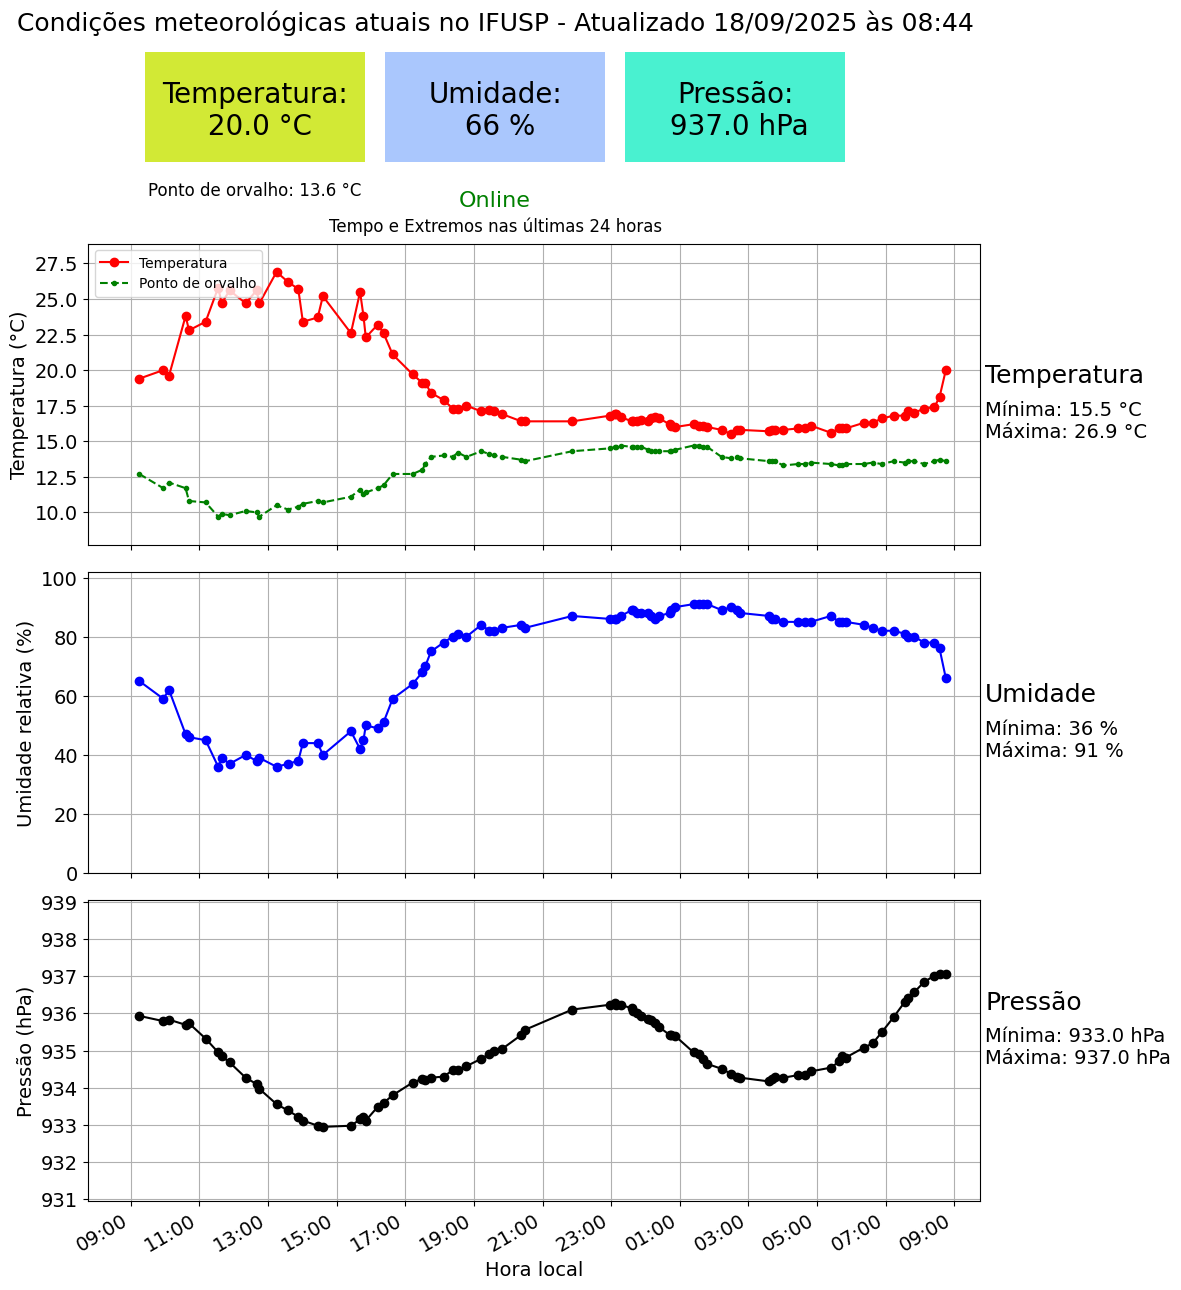 Condições meteorológicas atuais no IFUSP - Atualizado 18/09/2025 às 08:44
Temperatura:
20.0 °C
Umidade:
66 %
Pressão:
937.0 hPa
Ponto de orvalho: 13.6 °C
Online
Tempo e Extremos nas últimas 24 horas
Temperatura
Ponto de orvalho
Temperatura (°C)
27.5
25.0
22.5
20.0
17.5
15.0
12.5
10.0
Temperatura
Mínima: 15.5 °C
Máxima: 26.9 °C
Umidade relativa (%)
100
80
60
40
20
0
Umidade
Mínima: 36 %
Máxima: 91 %
Pressão (hPa)
939
938
937
936
935
934
933
932
931
Pressão
Mínima: 933.0 hPa
Máxima: 937.0 hPa
09:00 11:00 13:00 15:00 17:00 19:00 21:00 23:00 01:00 03:00 05:00 07:00 09:00
Hora local